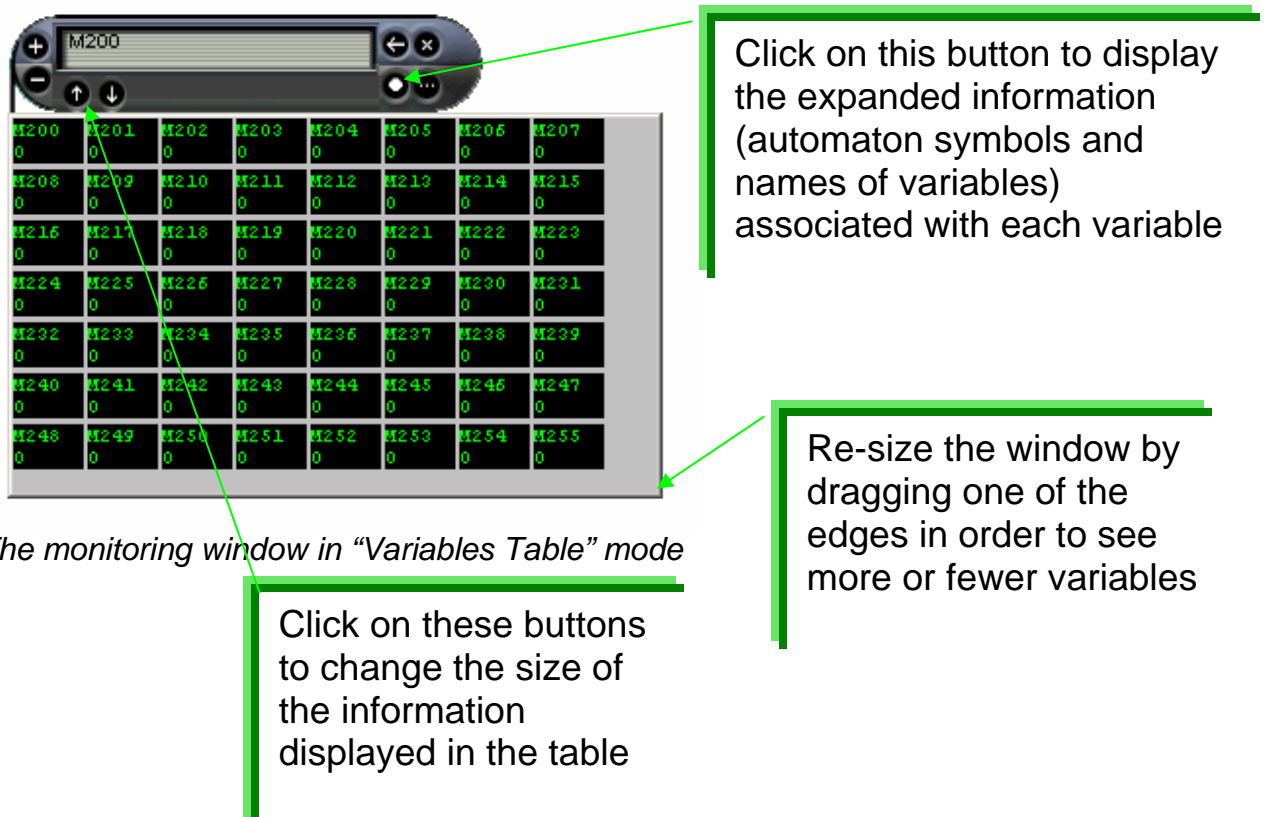 M200
Click on this button to display
the expanded information
(automaton symbols and
names of variables)
associated with each variable
M200 M201 M202 M203 M204 M205 M206 M207
0 0 0 0 0 0 0 0
M208 M209 M210 M211 M212 M213 M214 M215
0 0 0 0 0 0 0 0
M216 M217 M218 M219 M220 M221 M222 M223
0 0 0 0 0 0 0 0
M224 M225 M226 M227 M228 M229 M230 M231
0 0 0 0 0 0 0 0
M232 M233 M234 M235 M236 M237 M238 M239
0 0 0 0 0 0 0 0
M240 M241 M242 M243 M244 M245 M246 M247
0 0 0 0 0 0 0 0
M248 M249 M250 M251 M252 M253 M254 M255
0 0 0 0 0 0 0 0
Re-size the window by
dragging one of the
edges in order to see
more or fewer variables
he monitoring window in “Variables Table” mode
Click on these buttons
to change the size of
the information
displayed in the table